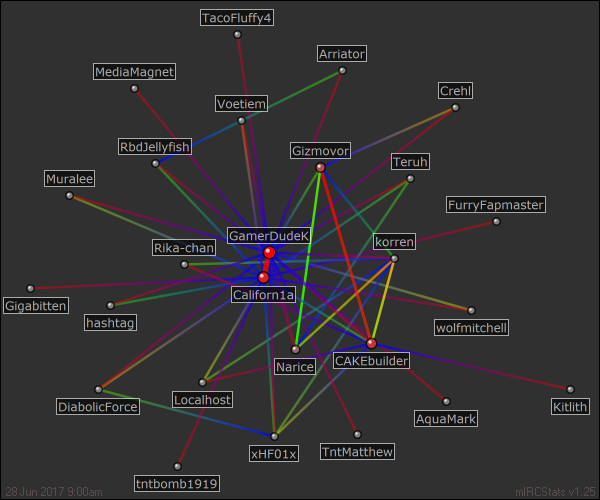 TacoFluffy4
Arriator
MediaMagnet
Crehl
Voetiem
RbdJellyfish
Gizmovor
Teruh
Muralee
FurryFapmaster
GamerDudeK
korren
Rika-chan
Californ1a
Gigabitten
hashtag
wolfmitchell
Narice
CAKEbuilder
DiabolicForce
Localhost
AquaMark
Kitlith
xHF01x
TntMatthew
tntbomb1919
28 Jun 2017 9:00am
mIRCStats v1.25